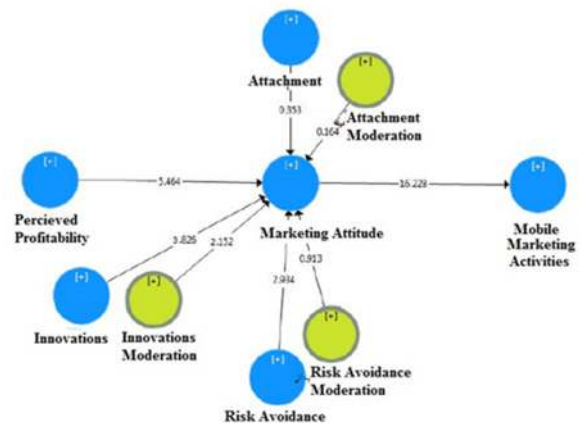 [+]
Attachment
[+]
Attachment
Moderation
0.353
0.164
[+]
Percieved
Profitability
3.464
[+]
Marketing Attitude
16.228
[+]
Mobile
Marketing
Activities
3.826
2.152
[+]
Innovations
[+]
Innovations
Moderation
2.934
0.913
[+]
Risk Avoidance
Moderation
[+]
Risk Avoidance